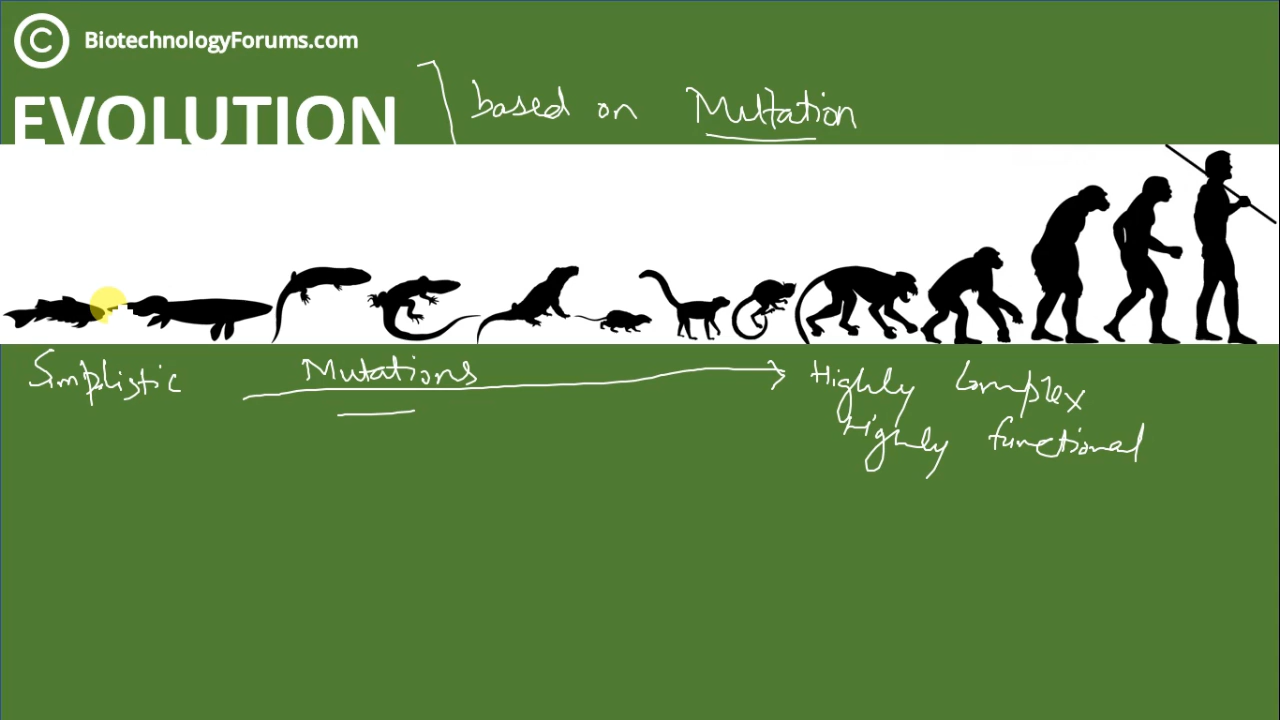 © BiotechnologyForums.com
EVOLUTION
based on Mutation
Simplistic Mutations Highly Complex
Highly functional